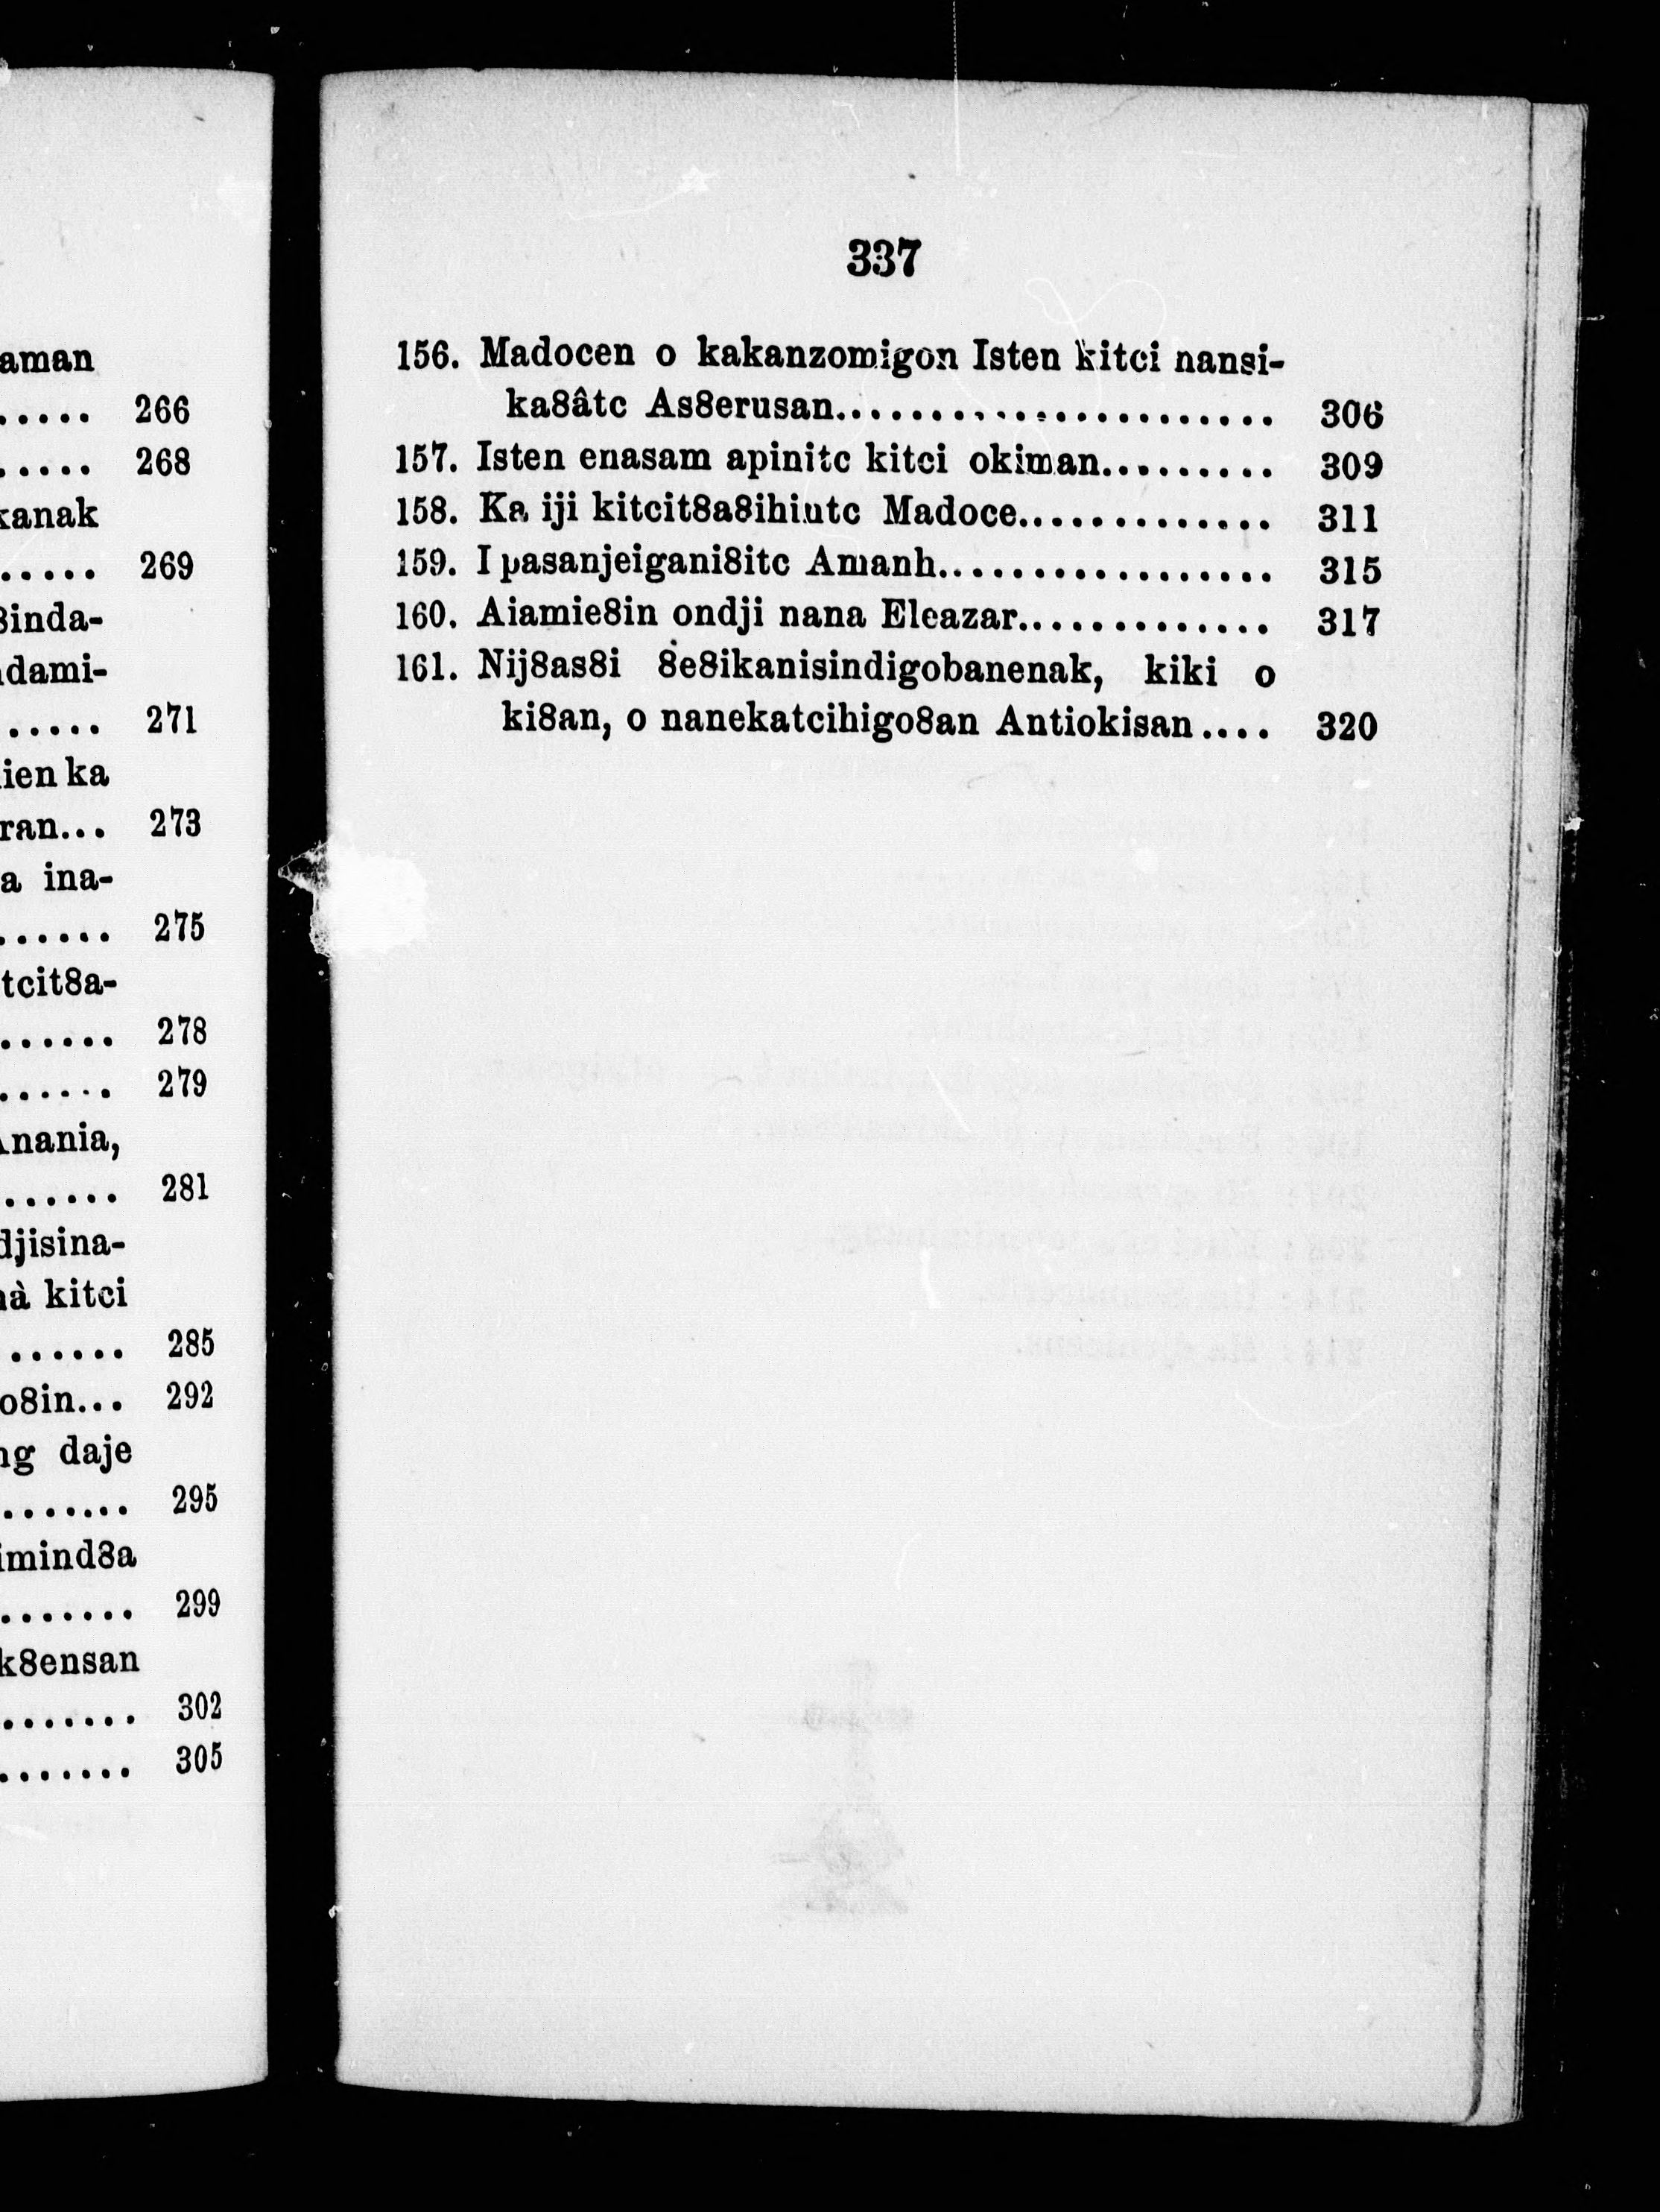 aman
..... 266
..... 268
kanak
..... 269
8inda-
dami-
..... 271
ien ka
ran... 273
a ina-
...... 275
tcit8a-
...... 278
...... 279
Anania,
...... 281
djisina-
à kitci
...... 285
o8in... 292
ng daje
....... 295
imind8a
....... 299
k8ensan
....... 302
....... 305
337
156. Madocen o kakanzomigon Isten kitci nansi-
ka8âtc As8erusan...................... 306
157. Isten enasam apinitc kitci okiman......... 309
158. Ka iji kitcit8a8ihiutc Madoce............. 311
159. I pasanjeigani8itc Amanh................. 315
160. Aiamie8in ondji nana Eleazar............. 317
161. Nij8as8i 8e8ikanisindigobanenak, kiki o
ki8an, o nanekatcihigo8an Antiokisan.... 320